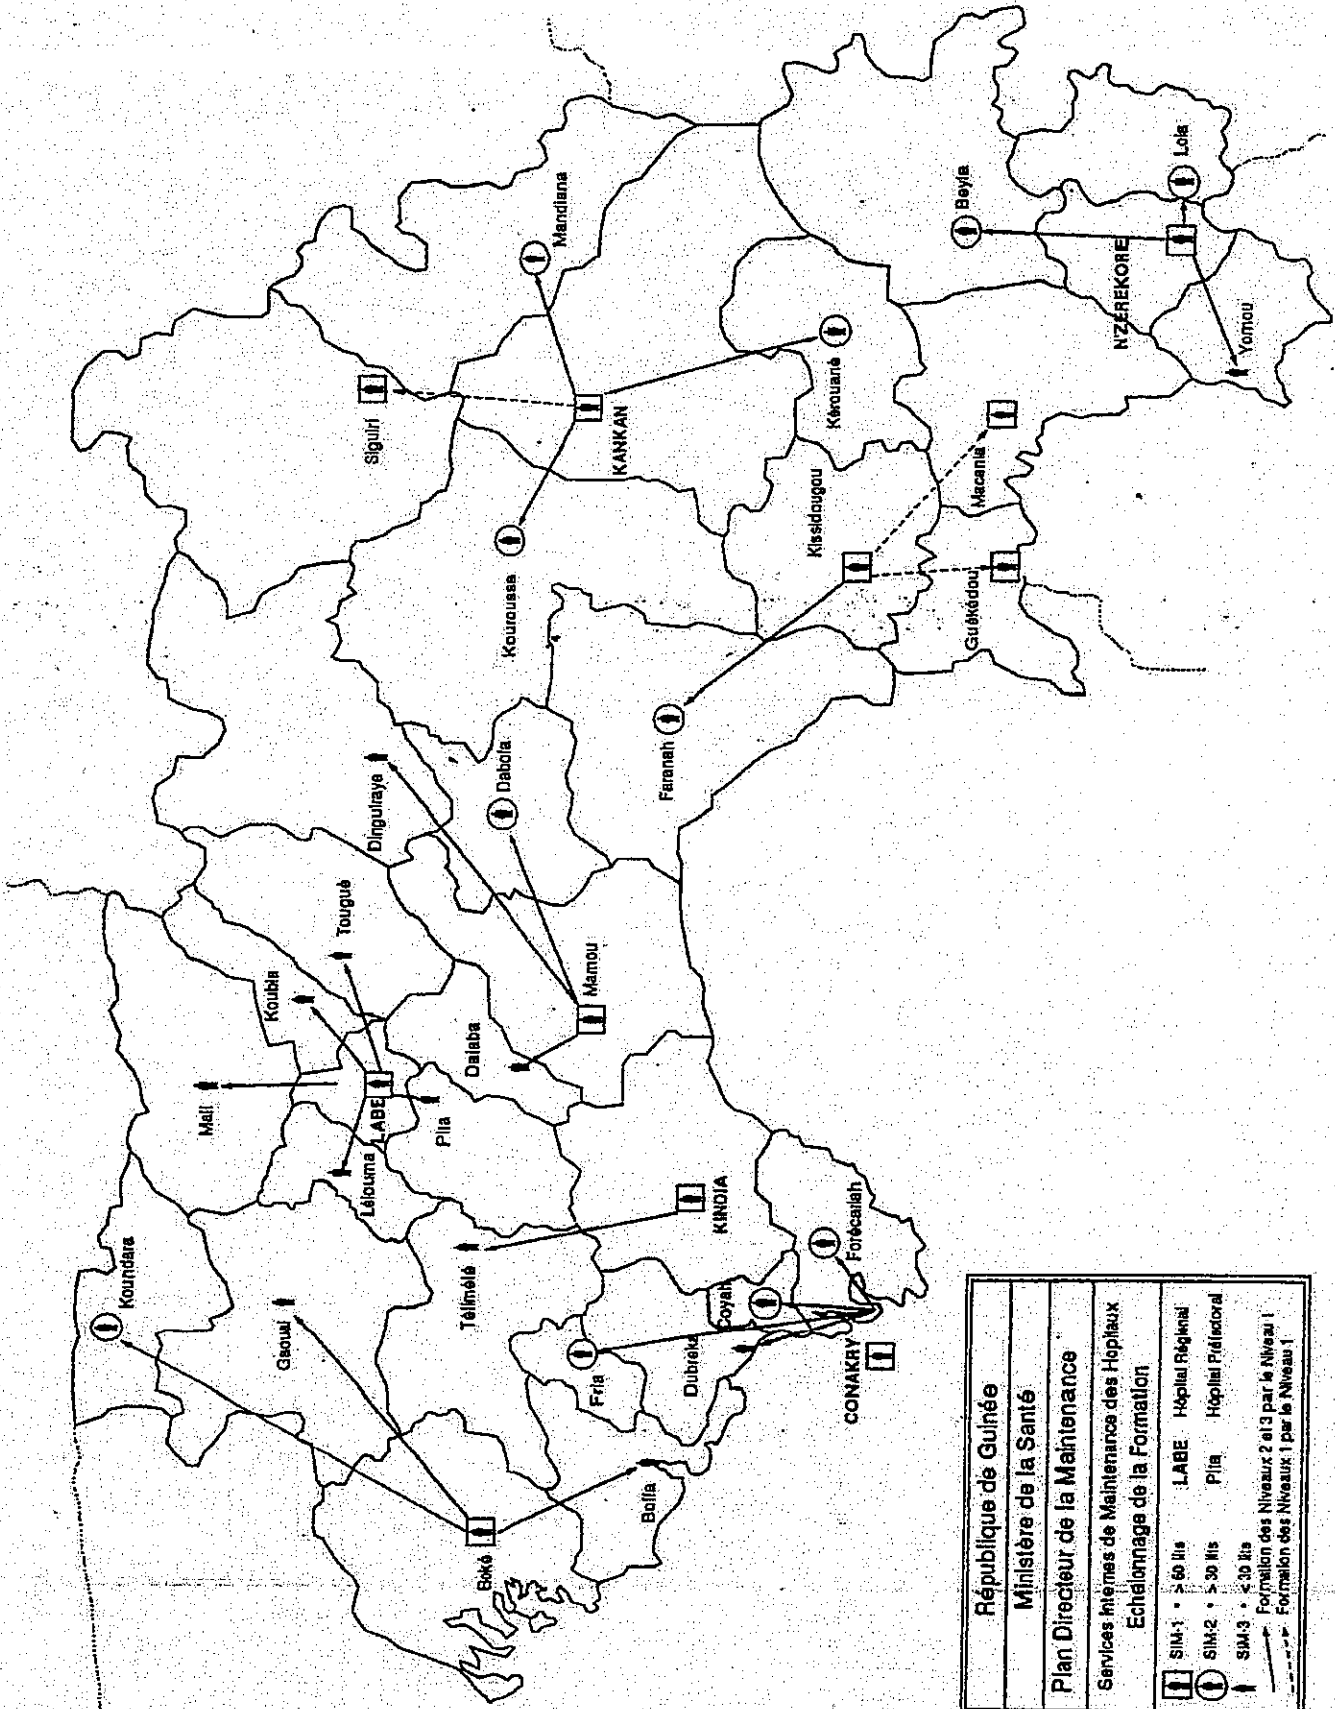 Koundara
Mali
Koubia
Tougué
Lélouma
LABE
Pita
Gaoual
Télimélé
Dalaba
Mamou
Dinguiraye
Dabola
Siguiri
Kouroussa
Mandiana
KANKAN
Faranah
Kissidougou
Kérouané
Guékédou
Macenta
Beyla
Lola
NZEREKORE
Yomou
Boké
Boffa
Fria
Dubréka
Coyah
KINDIA
Forécariah
CONAKRY
République de Guinée
Ministère de la Santé
Plan Directeur de la Maintenance
Services Internes de Maintenance des Hopitaux
Echelonnage de la Formation
SIM-1 • > 60 lits LABE Hôpital Régional
SIM-2 • > 30 lits Pita Hôpital Préfectoral
SIM-3 • < 30 lits
Formation des Niveaux 2 et 3 par le Niveau 1
Formation des Niveaux 1 par le Niveau 1